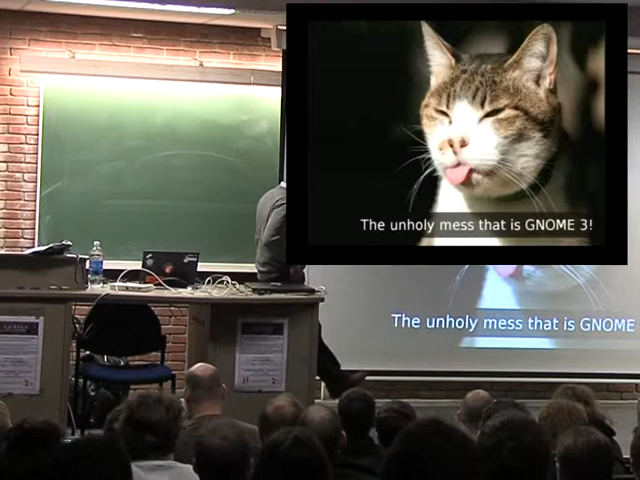 The unholy mess that is GNOME 3!
The unholy mess that is GNOME